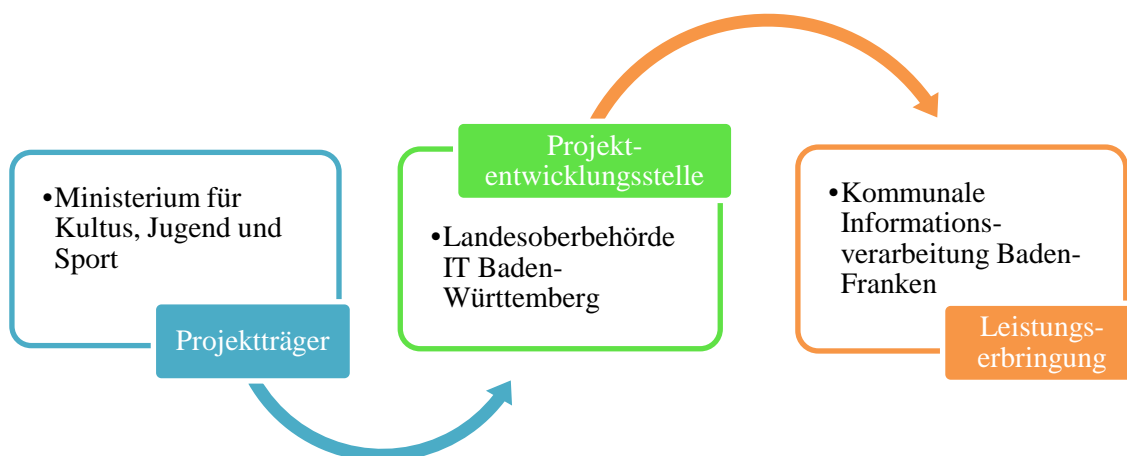 •Ministerium für
Kultus, Jugend und
Sport
Projektträger
Projekt-
entwicklungsstelle
•Landesoberbehörde
IT Baden-
Württemberg
•Kommunale
Informations-
verarbeitung Baden-
Franken
Leistungs-
erbringung